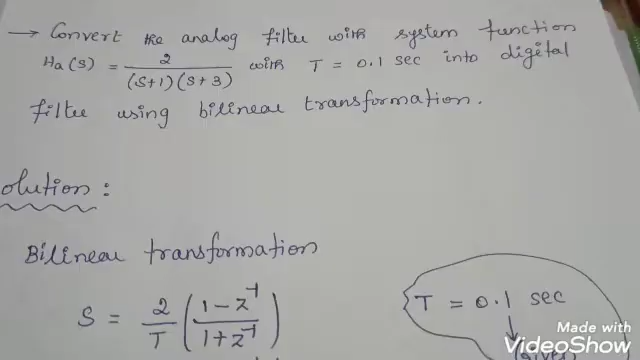 → Convert the analog filter with system function
Ha(s) = 2 / (s+1)(s+3) with T = 0.1 sec into digital
filter using bilinear transformation.
olution :
Bilinear transformation
S = 2/T (1 - z⁻¹ / 1 + z⁻¹)
T = 0.1 sec
Made with
VideoShow